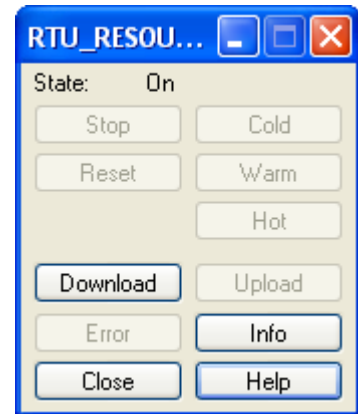 RTU_RESOU...
State: On
Stop Cold
Reset Warm
Hot
Download Upload
Error Info
Close Help